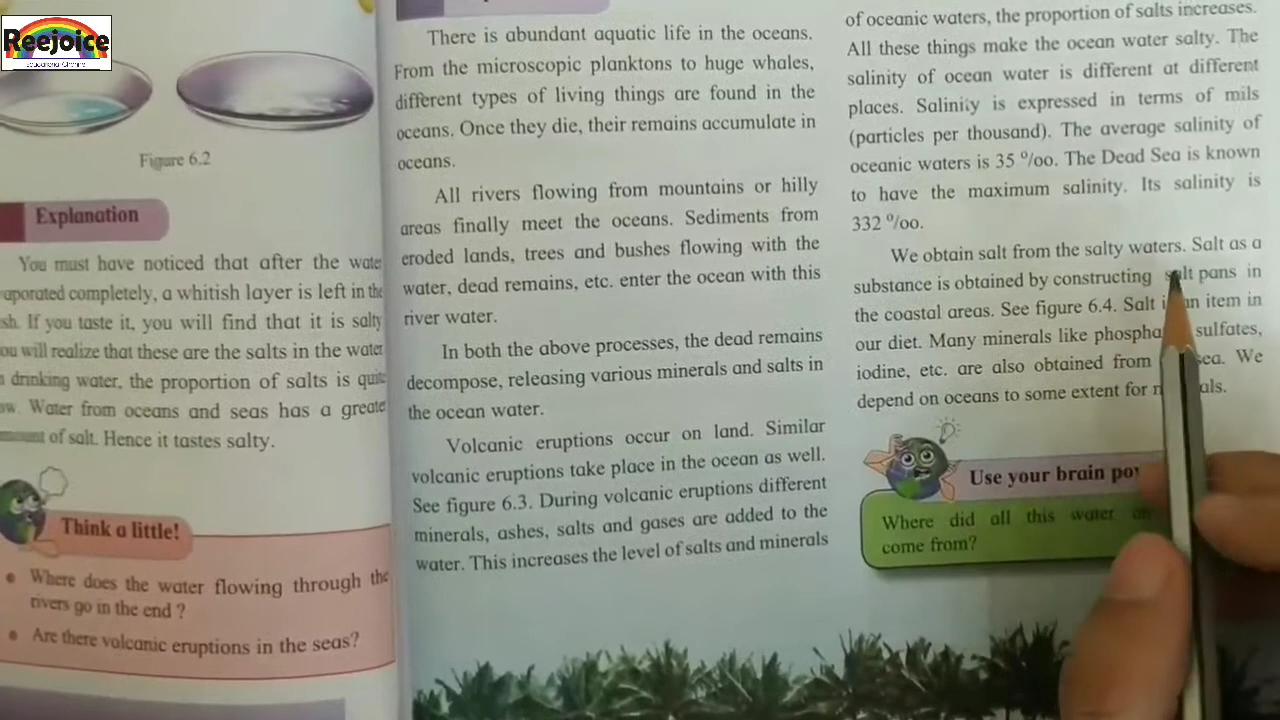 Reejoice
Educational Channel
Figure 6.2
Explanation
You must have noticed that after the wate
aporated completely, a whitish layer is left in the
sh. If you taste it, you will find that it is salty
ou will realize that these are the salts in the water
drinking water, the proportion of salts is quite
ow. Water from oceans and seas has a greate
mount of salt. Hence it tastes salty.
Think a little!
• Where does the water flowing through the
rivers go in the end ?
• Are there volcanic eruptions in the seas?
There is abundant aquatic life in the oceans.
From the microscopic planktons to huge whales,
different types of living things are found in the
oceans. Once they die, their remains accumulate in
oceans.
All rivers flowing from mountains or hilly
areas finally meet the oceans. Sediments from
eroded lands, trees and bushes flowing with the
water, dead remains, etc. enter the ocean with this
river water.
In both the above processes, the dead remains
decompose, releasing various minerals and salts in
the ocean water.
Volcanic eruptions occur on land. Similar
volcanic eruptions take place in the ocean as well.
See figure 6.3. During volcanic eruptions different
minerals, ashes, salts and gases are added to the
water. This increases the level of salts and minerals
of oceanic waters, the proportion of salts increases.
All these things make the ocean water salty. The
salinity of ocean water is different at different
places. Salinity is expressed in terms of mils
(particles per thousand). The average salinity of
oceanic waters is 35 ⁰/oo. The Dead Sea is known
to have the maximum salinity. Its salinity is
332 ⁰/oo.
We obtain salt from the salty waters. Salt as a
substance is obtained by constructing salt pans in
the coastal areas. See figure 6.4. Salt i an item in
our diet. Many minerals like phospha sulfates,
iodine, etc. are also obtained from sea. We
depend on oceans to some extent for m als.
Use your brain po
Where did all this water
come from?